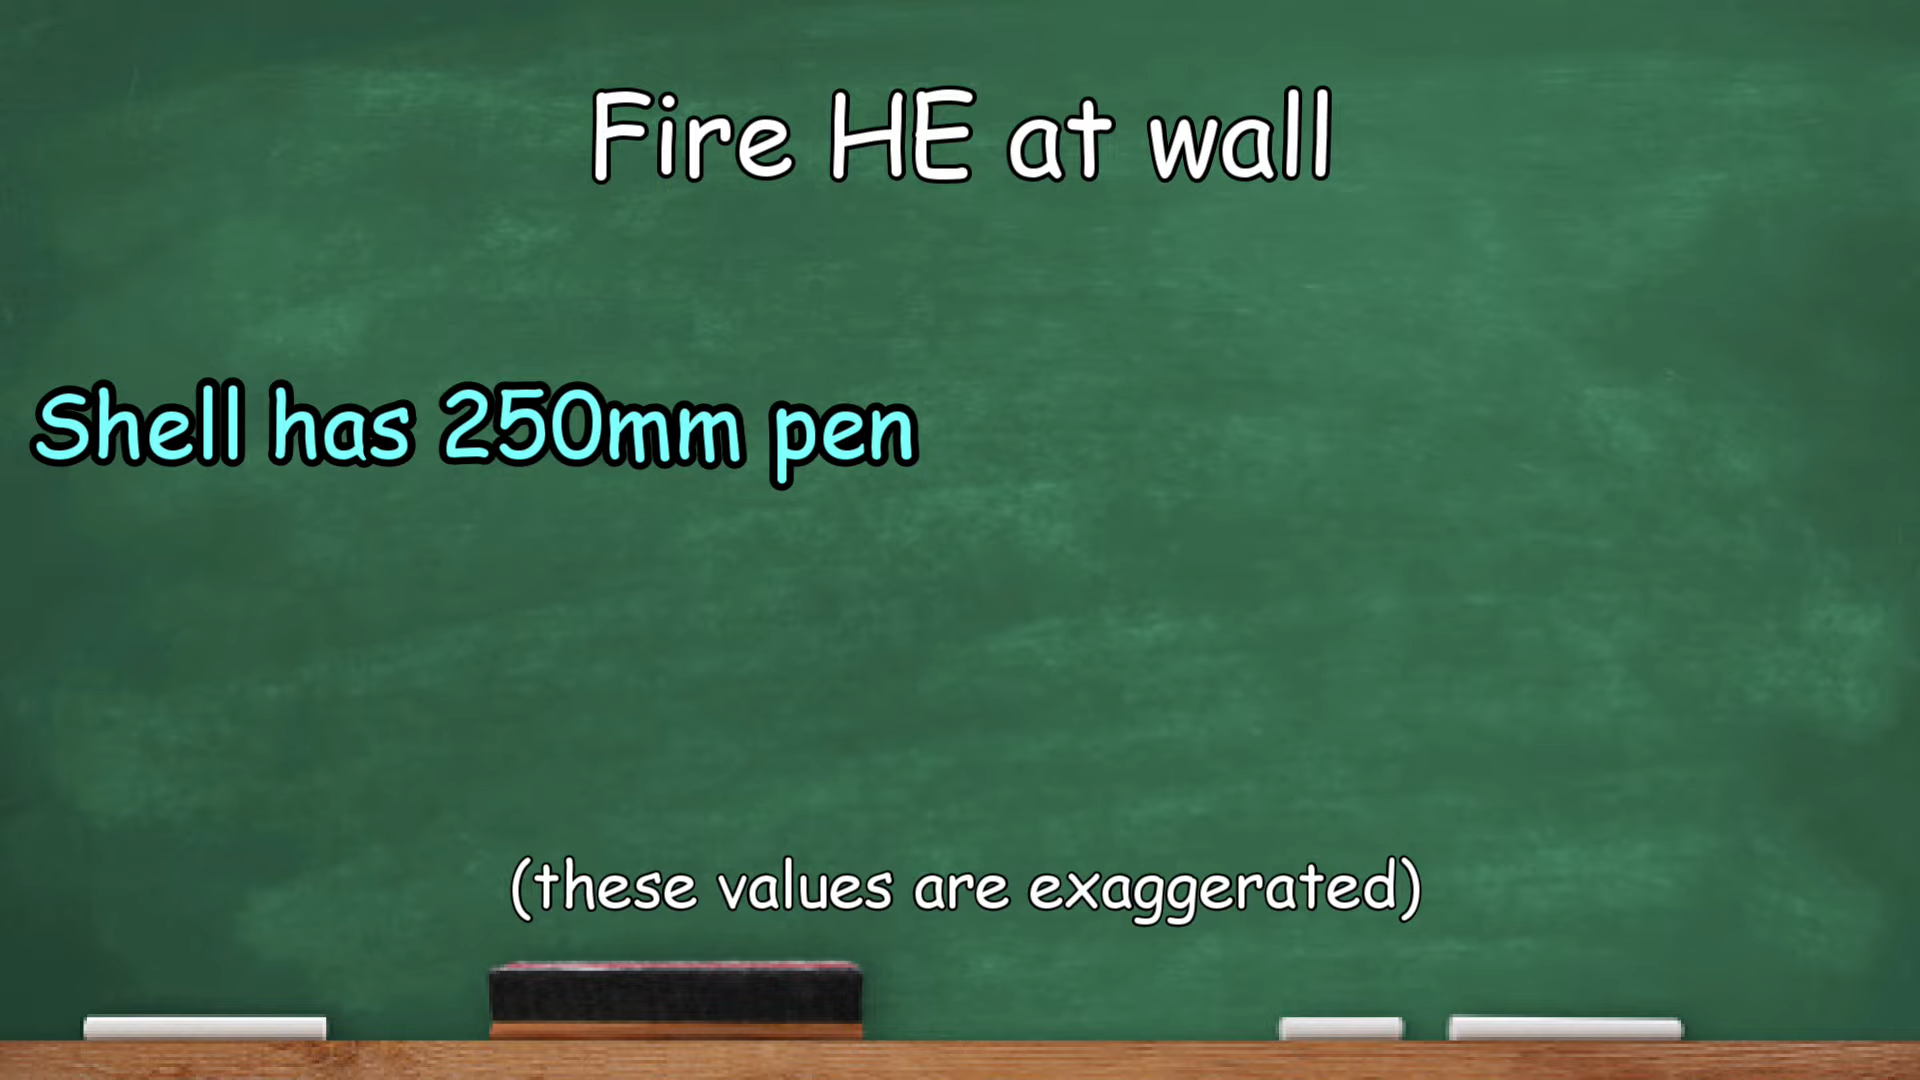 Fire HE at wall
Shell has 250mm pen
(these values are exaggerated)